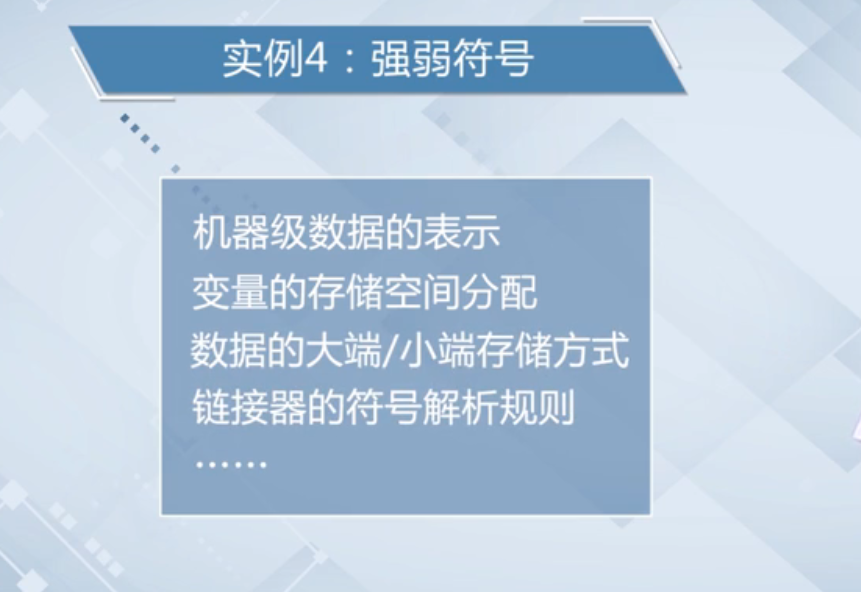 实例4：强弱符号
机器级数据的表示
变量的存储空间分配
数据的大端/小端存储方式
链接器的符号解析规则
……